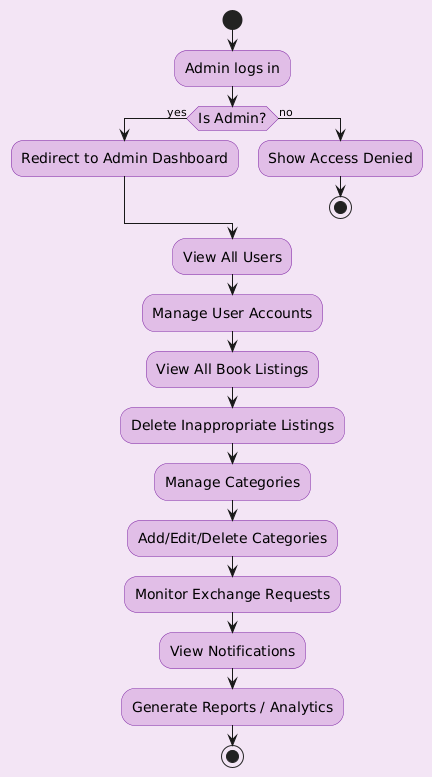 Admin logs in
yes
Is Admin?
no
Redirect to Admin Dashboard
Show Access Denied
View All Users
Manage User Accounts
View All Book Listings
Delete Inappropriate Listings
Manage Categories
Add/Edit/Delete Categories
Monitor Exchange Requests
View Notifications
Generate Reports / Analytics